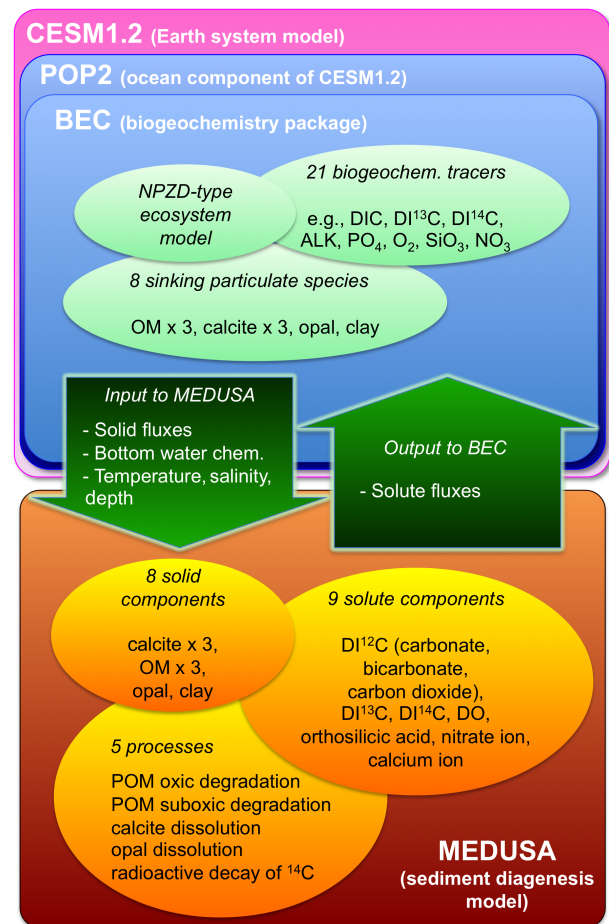 CESM1.2 (Earth system model)
POP2 (ocean component of CESM1.2)
BEC (biogeochemistry package)
NPZD-type
ecosystem
model
21 biogeochem. tracers
e.g., DIC, DI¹³C, DI¹⁴C,
ALK, PO₄, O₂, SiO₃, NO₃
8 sinking particulate species
OM x 3, calcite x 3, opal, clay
Input to MEDUSA
- Solid fluxes
- Bottom water chem.
- Temperature, salinity,
depth
Output to BEC
- Solute fluxes
8 solid
components
calcite x 3,
OM x 3,
opal, clay
9 solute components
DI¹²C (carbonate,
bicarbonate,
carbon dioxide),
DI¹³C, DI¹⁴C, DO,
orthosilicic acid, nitrate ion,
calcium ion
5 processes
POM oxic degradation
POM suboxic degradation
calcite dissolution
opal dissolution
radioactive decay of ¹⁴C
MEDUSA
(sediment diagenesis
model)